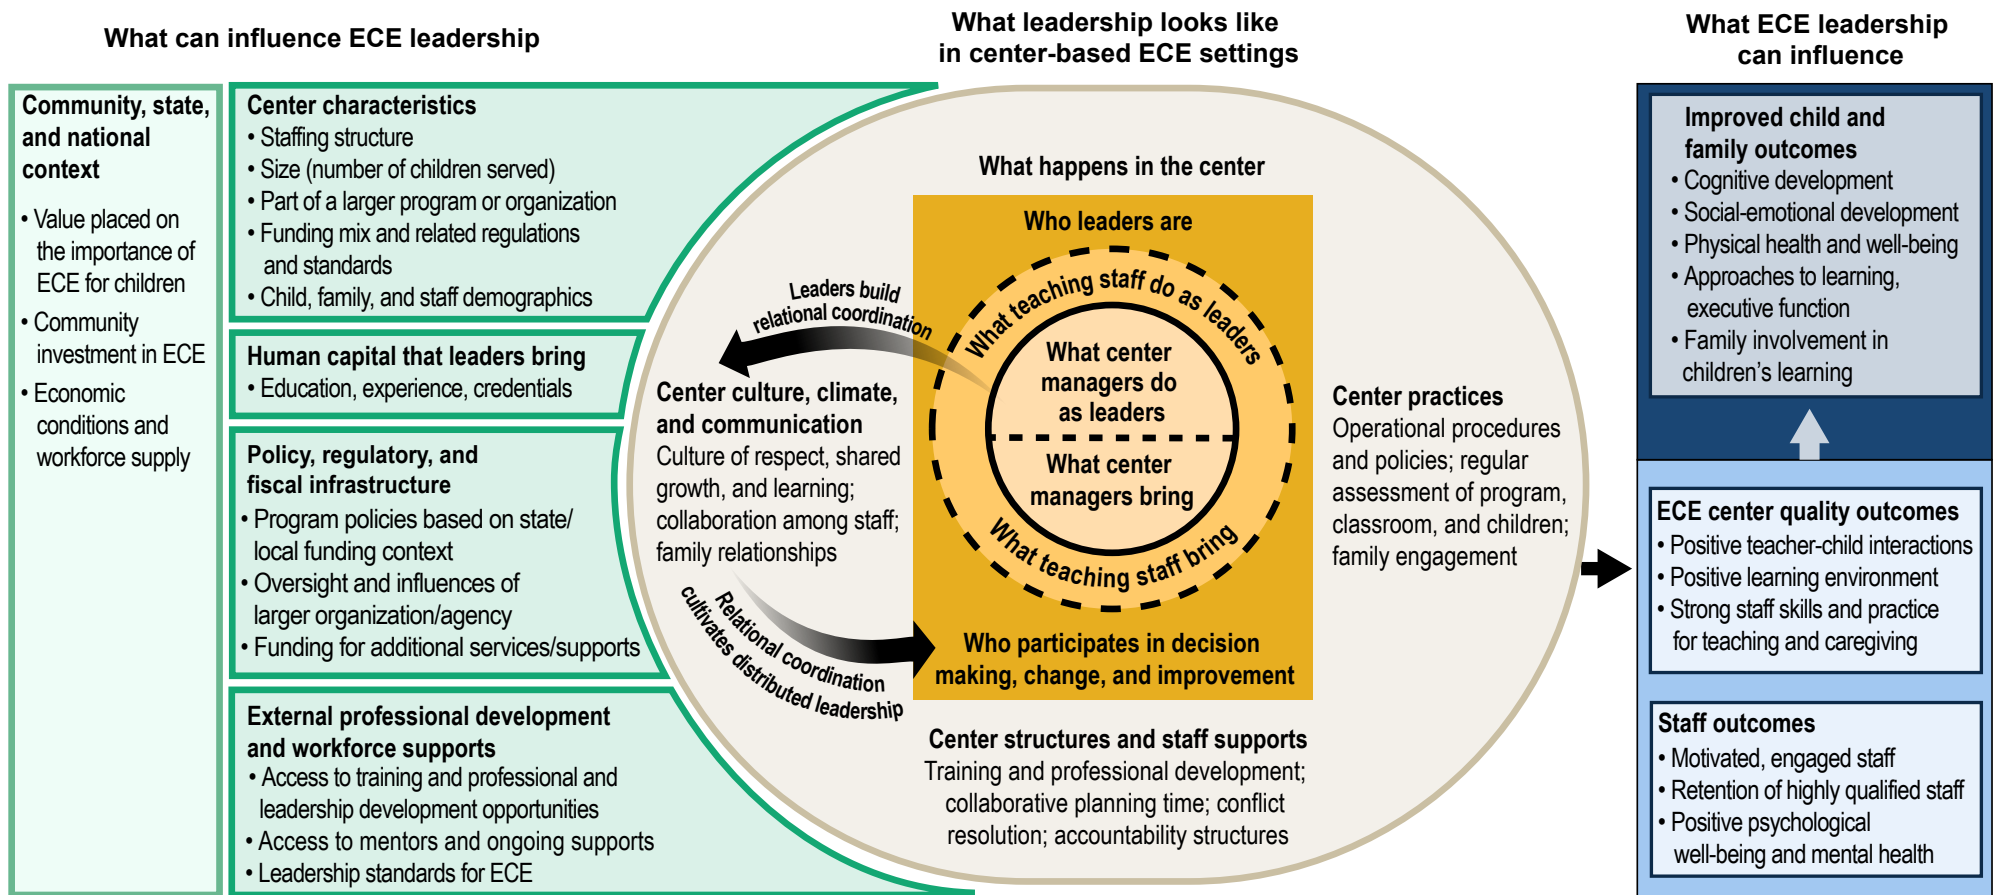 What can influence ECE leadership
Community, state,
and national
context
• Value placed on
the importance of
ECE for children
• Community
investment in ECE
• Economic
conditions and
workforce supply
Center characteristics
• Staffing structure
• Size (number of children served)
• Part of a larger program or organization
• Funding mix and related regulations
and standards
• Child, family, and staff demographics
Human capital that leaders bring
• Education, experience, credentials
Policy, regulatory, and
fiscal infrastructure
• Program policies based on state/
local funding context
• Oversight and influences of
larger organization/agency
• Funding for additional services/supports
External professional development
and workforce supports
• Access to training and professional and
leadership development opportunities
• Access to mentors and ongoing supports
• Leadership standards for ECE
What leadership looks like
in center-based ECE settings
What happens in the center
Who leaders are
What teaching staff do as leaders
What center
managers do
as leaders
What center
managers bring
What teaching staff bring
Who participates in decision
making, change, and improvement
Leaders build
relational coordination
Center culture, climate,
and communication
Culture of respect, shared
growth, and learning;
collaboration among staff;
family relationships
Relational coordination
cultivates distributed leadership
Center structures and staff supports
Training and professional development;
collaborative planning time; conflict
resolution; accountability structures
Center practices
Operational procedures
and policies; regular
assessment of program,
classroom, and children;
family engagement
What ECE leadership
can influence
Improved child and
family outcomes
• Cognitive development
• Social-emotional development
• Physical health and well-being
• Approaches to learning,
executive function
• Family involvement in
children’s learning
ECE center quality outcomes
• Positive teacher-child interactions
• Positive learning environment
• Strong staff skills and practice
for teaching and caregiving
Staff outcomes
• Motivated, engaged staff
• Retention of highly qualified staff
• Positive psychological
well-being and mental health